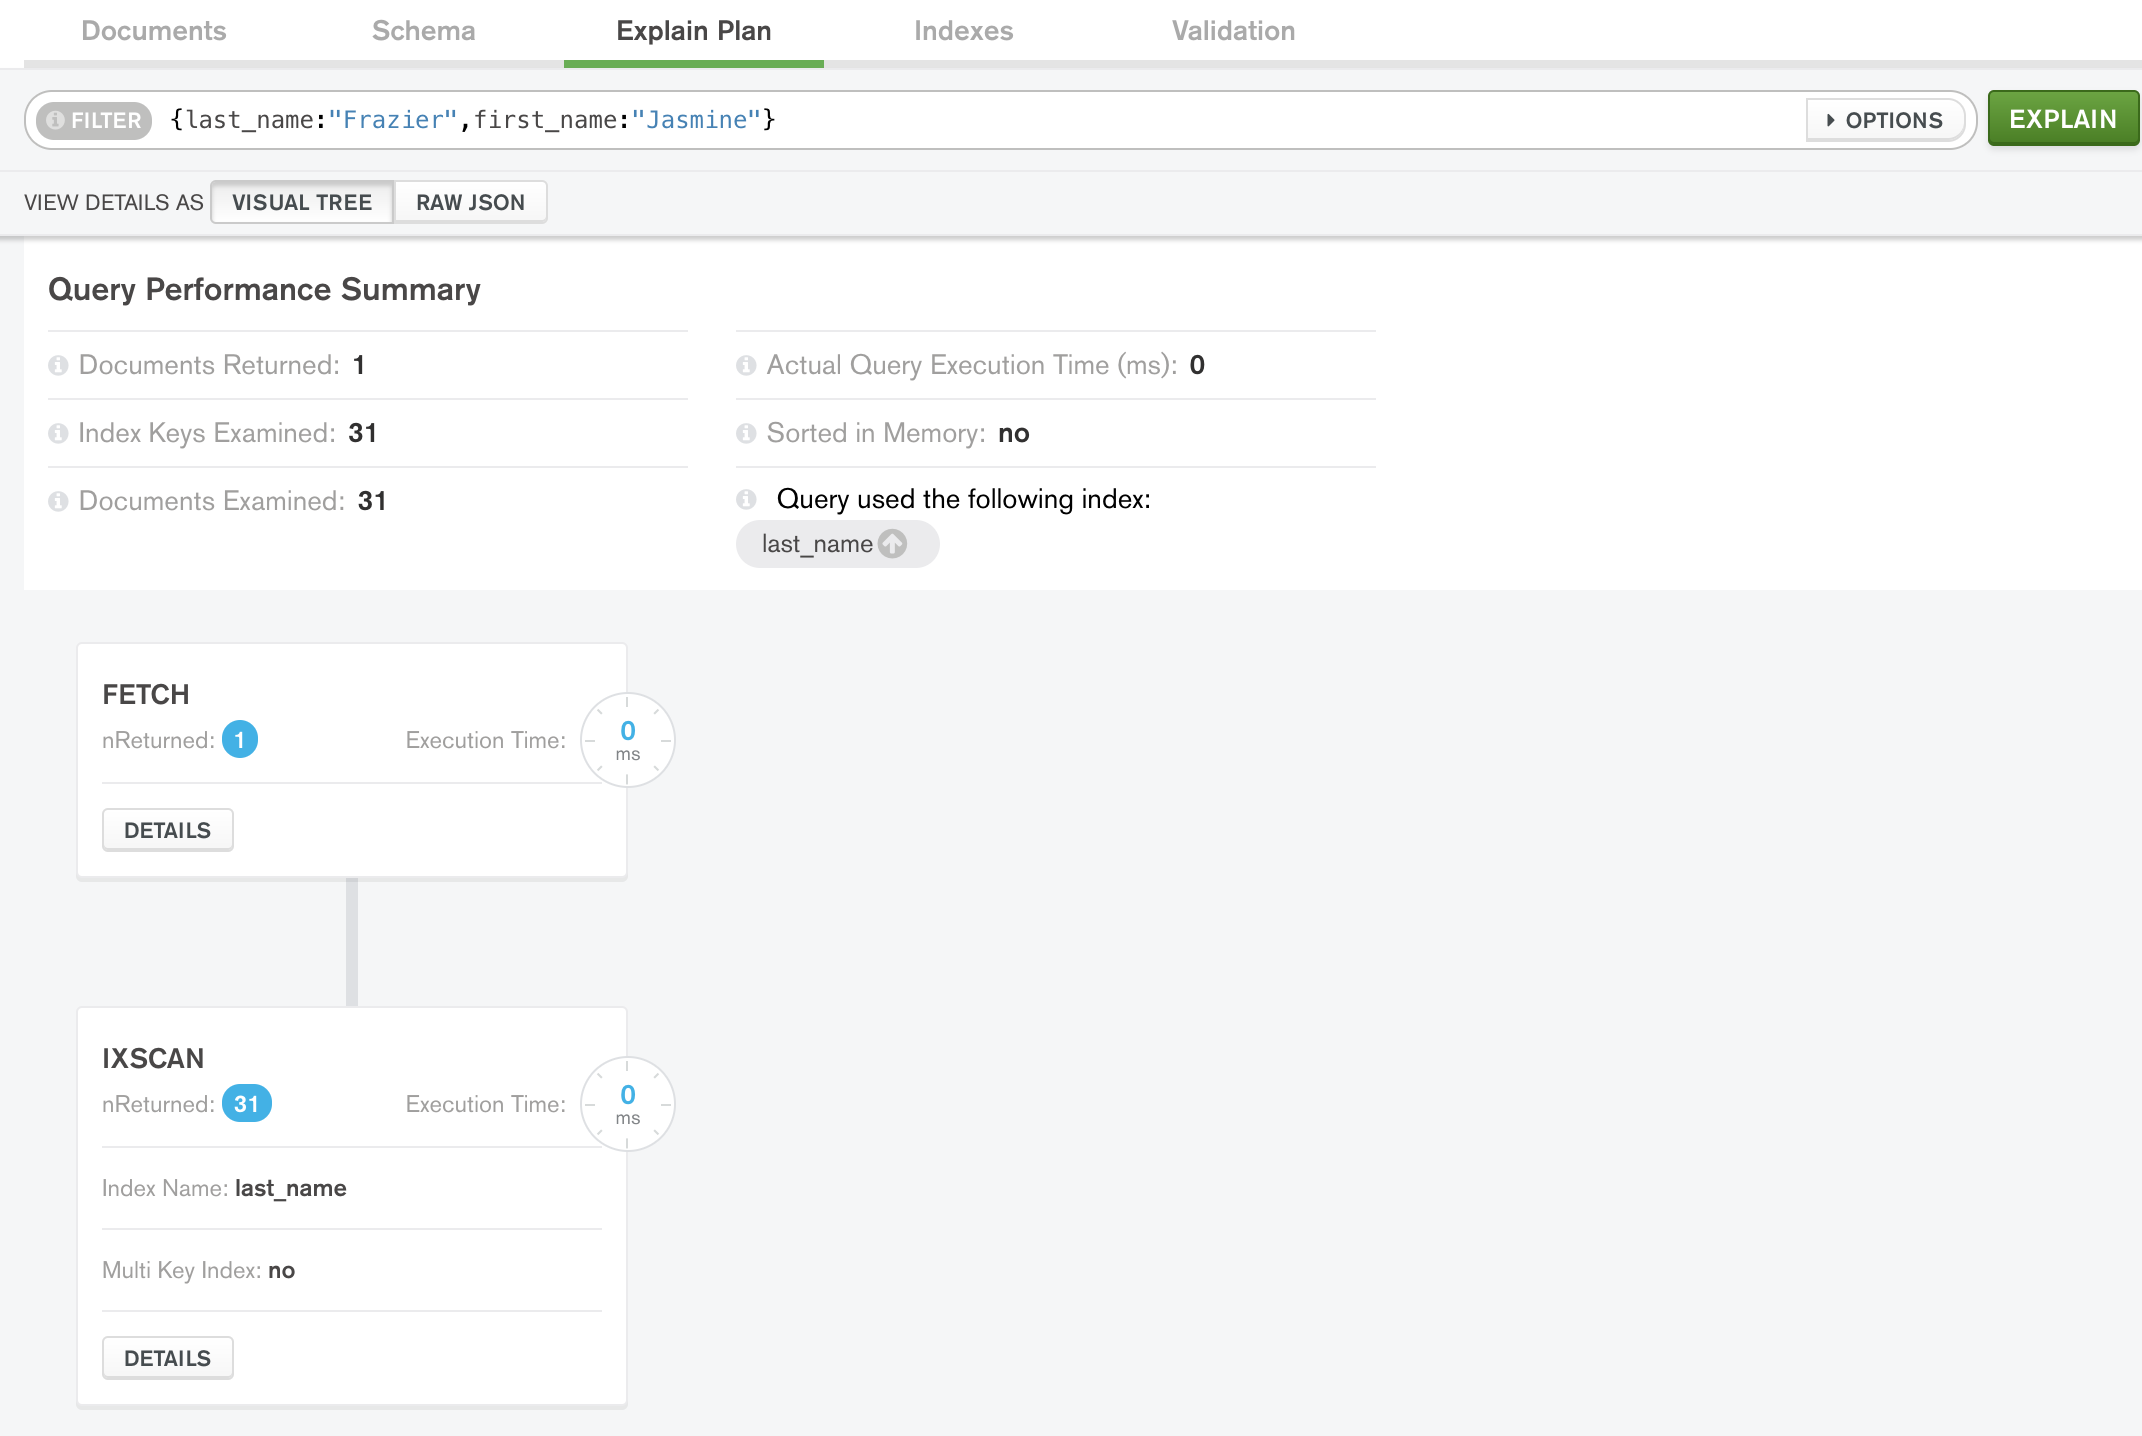 Documents Schema Explain Plan Indexes Validation
FILTER {last_name:"Frazier",first_name:"Jasmine"} OPTIONS EXPLAIN
VIEW DETAILS AS VISUAL TREE RAW JSON
Query Performance Summary
Documents Returned: 1
Index Keys Examined: 31
Documents Examined: 31
Actual Query Execution Time (ms): 0
Sorted in Memory: no
Query used the following index:
last_name
FETCH
nReturned: 1 Execution Time: 0 ms
DETAILS
IXSCAN
nReturned: 31 Execution Time: 0 ms
Index Name: last_name
Multi Key Index: no
DETAILS